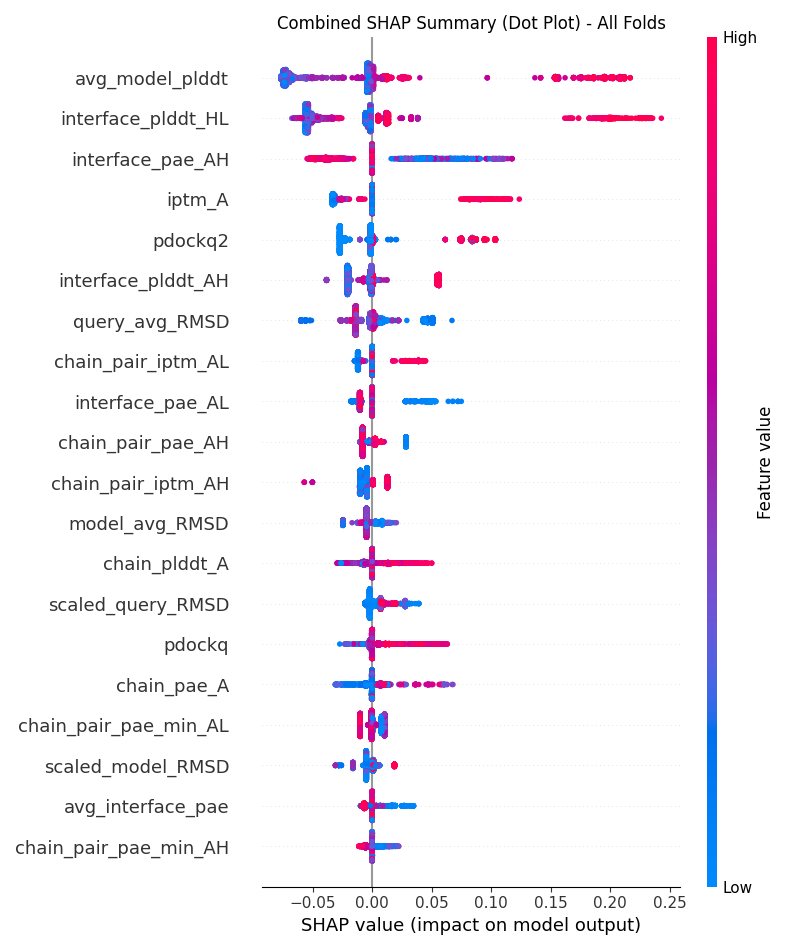 Combined SHAP Summary (Dot Plot) - All Folds
High
avg_model_plddt
interface_plddt_HL
interface_pae_AH
iptm_A
pdockq2
interface_plddt_AH
query_avg_RMSD
chain_pair_iptm_AL
interface_pae_AL
chain_pair_pae_AH
chain_pair_iptm_AH
model_avg_RMSD
chain_plddt_A
scaled_query_RMSD
pdockq
chain_pae_A
chain_pair_pae_min_AL
scaled_model_RMSD
avg_interface_pae
chain_pair_pae_min_AH
Feature value
Low
−0.05 0.00 0.05 0.10 0.15 0.20 0.25
SHAP value (impact on model output)